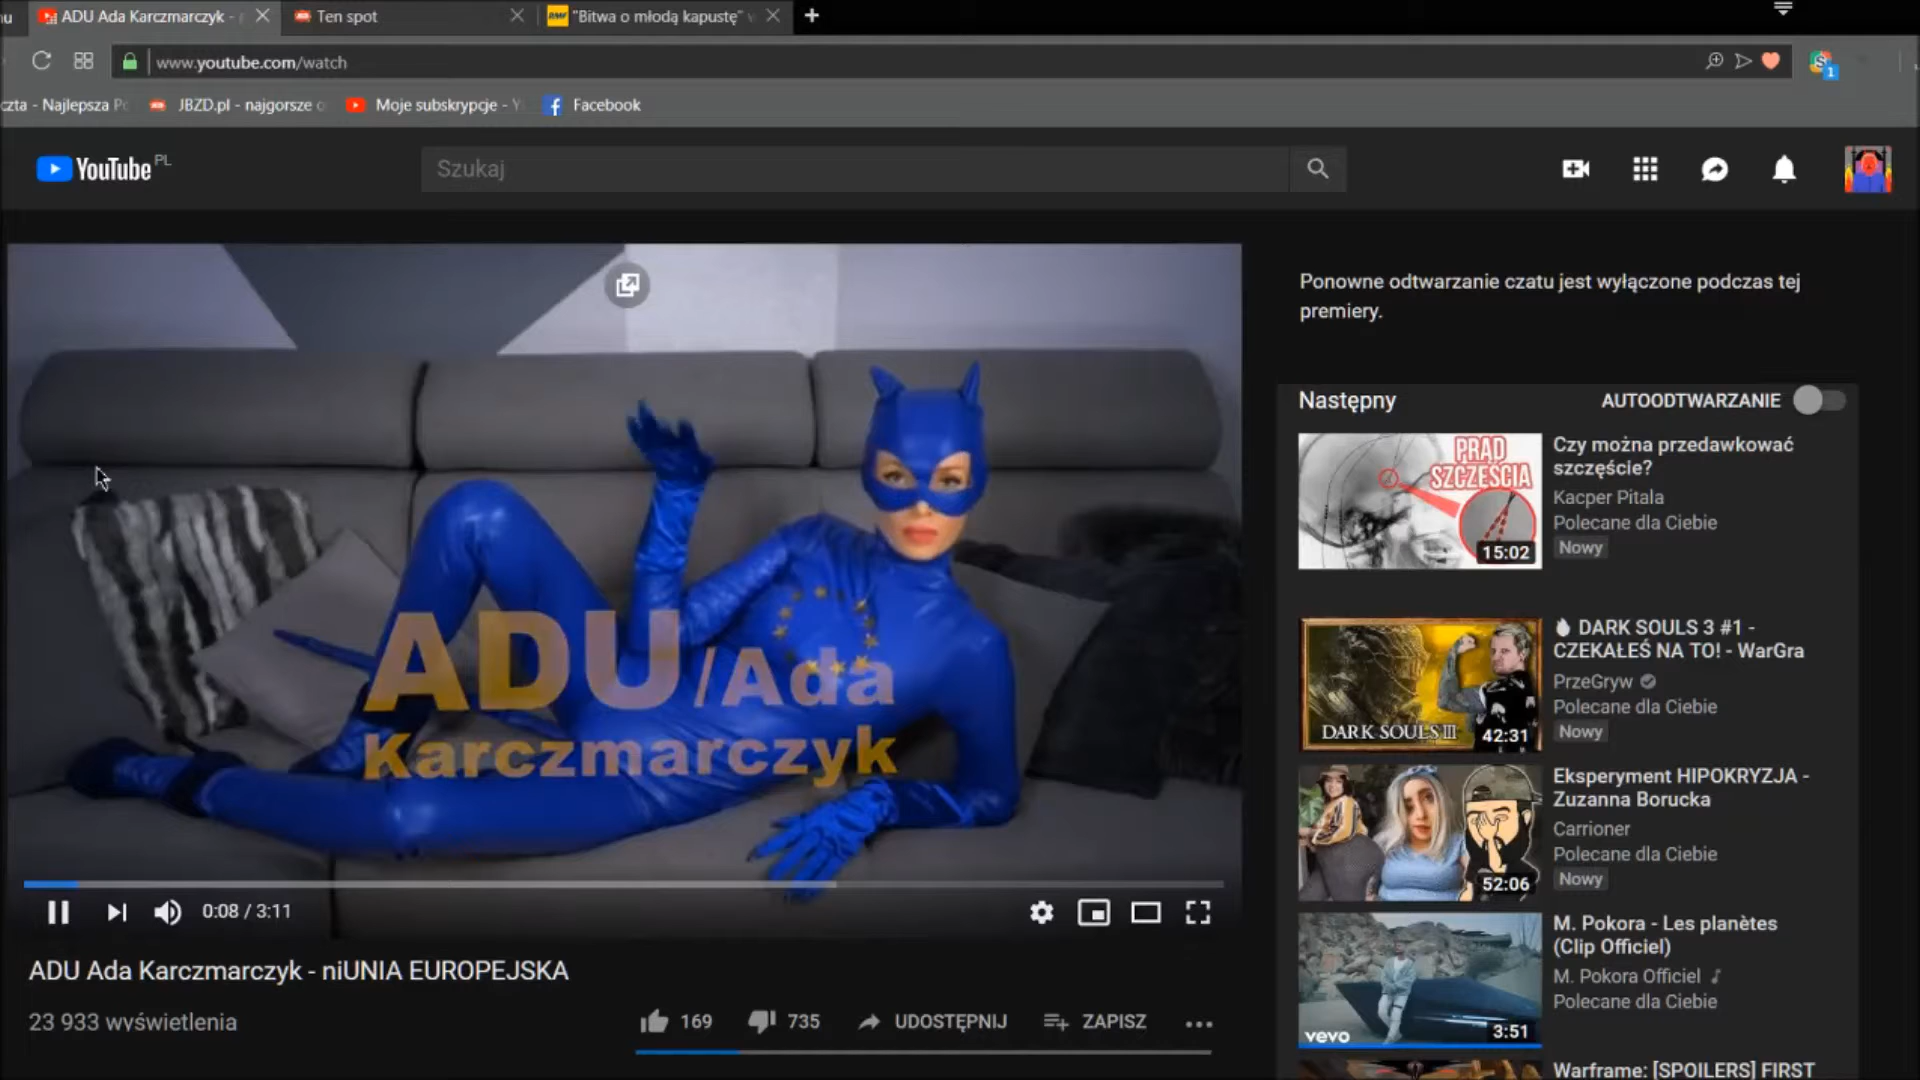 ADU Ada Karczmarczyk -
Ten spot
"Bitwa o młodą kapustę"
www.youtube.com/watch
1
czta - Najlepsza
JBZD.pl - najgorsze
Moje subskrypcje -
Facebook
YouTube PL
Szukaj
Ponowne odtwarzanie czatu jest wyłączone podczas tej
premiery.
Następny
AUTOODTWARZANIE
PRĄD
SZCZĘŚCIA
15:02
Czy można przedawkować
szczęście?
Kacper Pitala
Polecane dla Ciebie
Nowy
DARK SOULS III
42:31
DARK SOULS 3 #1 -
CZEKAŁEŚ NA TO! - WarGra
PrzeGryw
Polecane dla Ciebie
Nowy
52:06
Eksperyment HIPOKRYZJA -
Zuzanna Borucka
Carrioner
Polecane dla Ciebie
Nowy
vevo
3:51
M. Pokora - Les planètes
(Clip Officiel)
M. Pokora Officiel
Polecane dla Ciebie
Warframe: [SPOILERS] FIRST
ADU/Ada
Karczmarczyk
0:08 / 3:11
ADU Ada Karczmarczyk - niUNIA EUROPEJSKA
23 933 wyświetlenia
169
735
UDOSTĘPNIJ
ZAPISZ